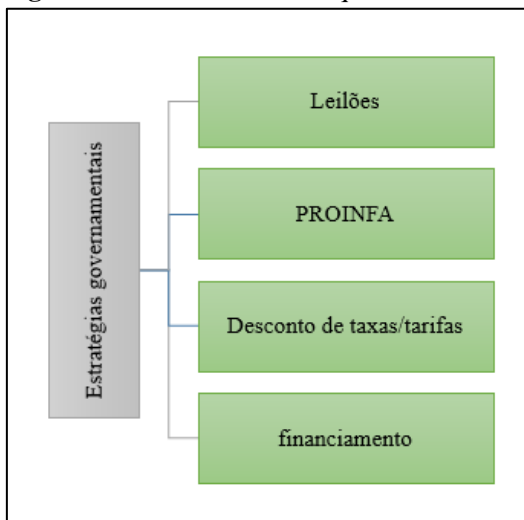 Estratégias governamentais
Leilões
PROINFA
Desconto de taxas/tarifas
financiamento